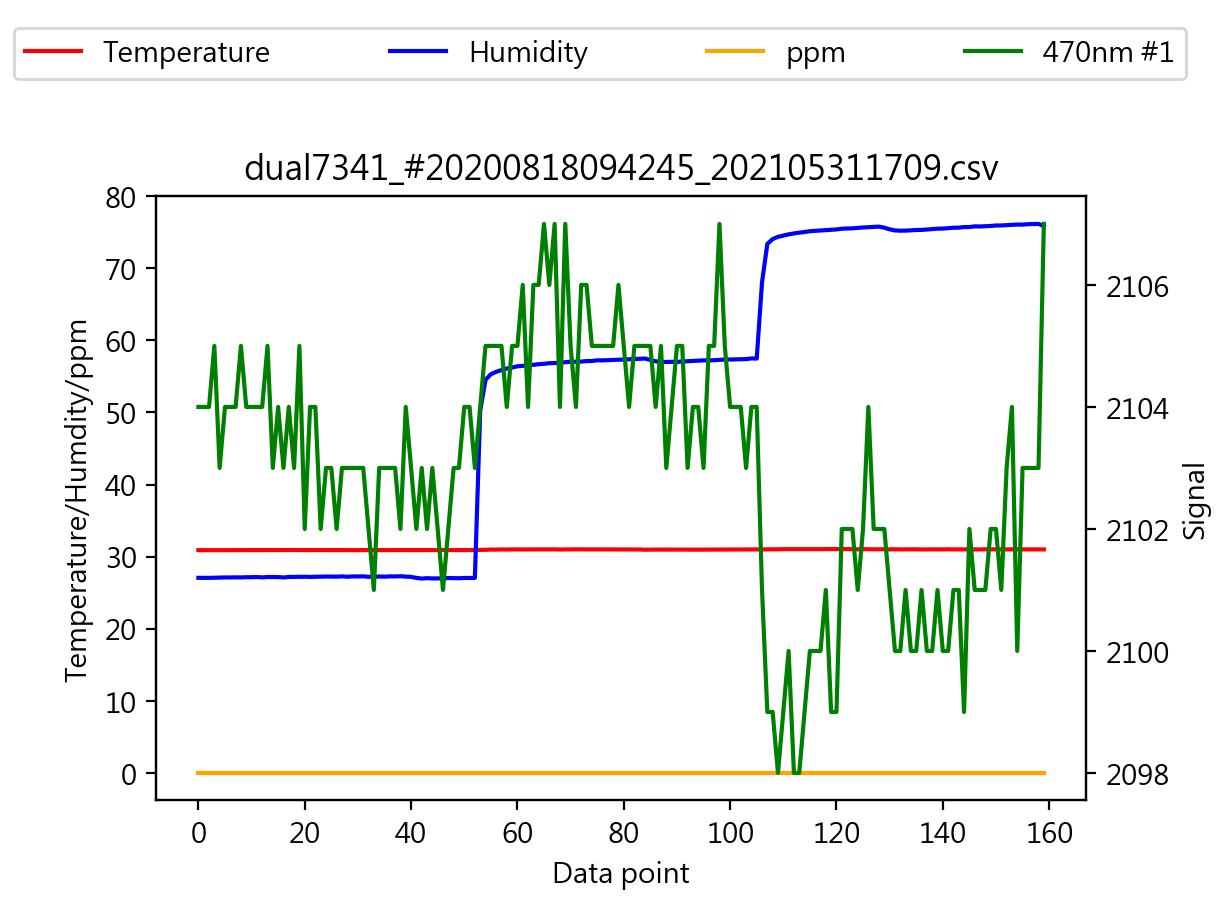 Temperature Humidity ppm 470nm #1
dual7341_#20200818094245_202105311709.csv
80
70
60
50
40
30
20
10
0
Temperature/Humdity/ppm
2106
2104
2102
2100
2098
Signal
0 20 40 60 80 100 120 140 160
Data point